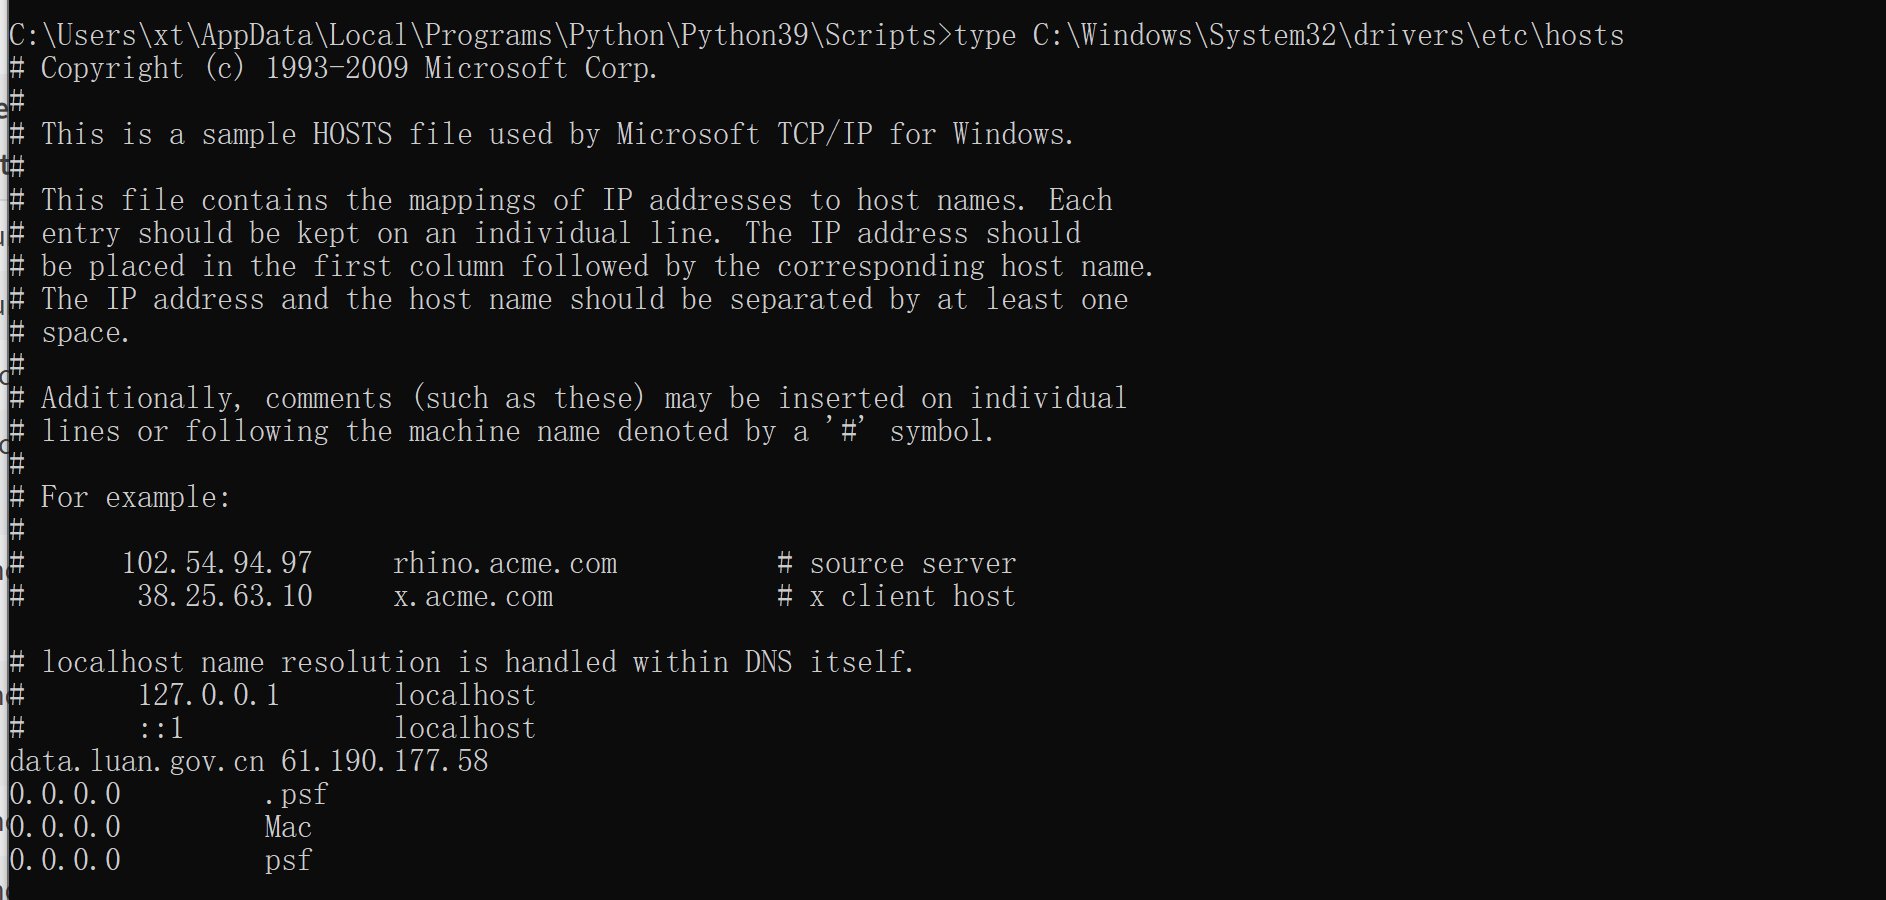 C:\Users\xt\AppData\Local\Programs\Python\Python39\Scripts>type C:\Windows\System32\drivers\etc\hosts
# Copyright (c) 1993-2009 Microsoft Corp.
#
# This is a sample HOSTS file used by Microsoft TCP/IP for Windows.
#
# This file contains the mappings of IP addresses to host names. Each
# entry should be kept on an individual line. The IP address should
# be placed in the first column followed by the corresponding host name.
# The IP address and the host name should be separated by at least one
# space.
#
# Additionally, comments (such as these) may be inserted on individual
# lines or following the machine name denoted by a '#' symbol.
#
# For example:
#
#      102.54.94.97     rhino.acme.com          # source server
#       38.25.63.10     x.acme.com              # x client host
# localhost name resolution is handled within DNS itself.
#       127.0.0.1       localhost
#       ::1             localhost
data.luan.gov.cn 61.190.177.58
0.0.0.0         .psf
0.0.0.0         Mac
0.0.0.0         psf